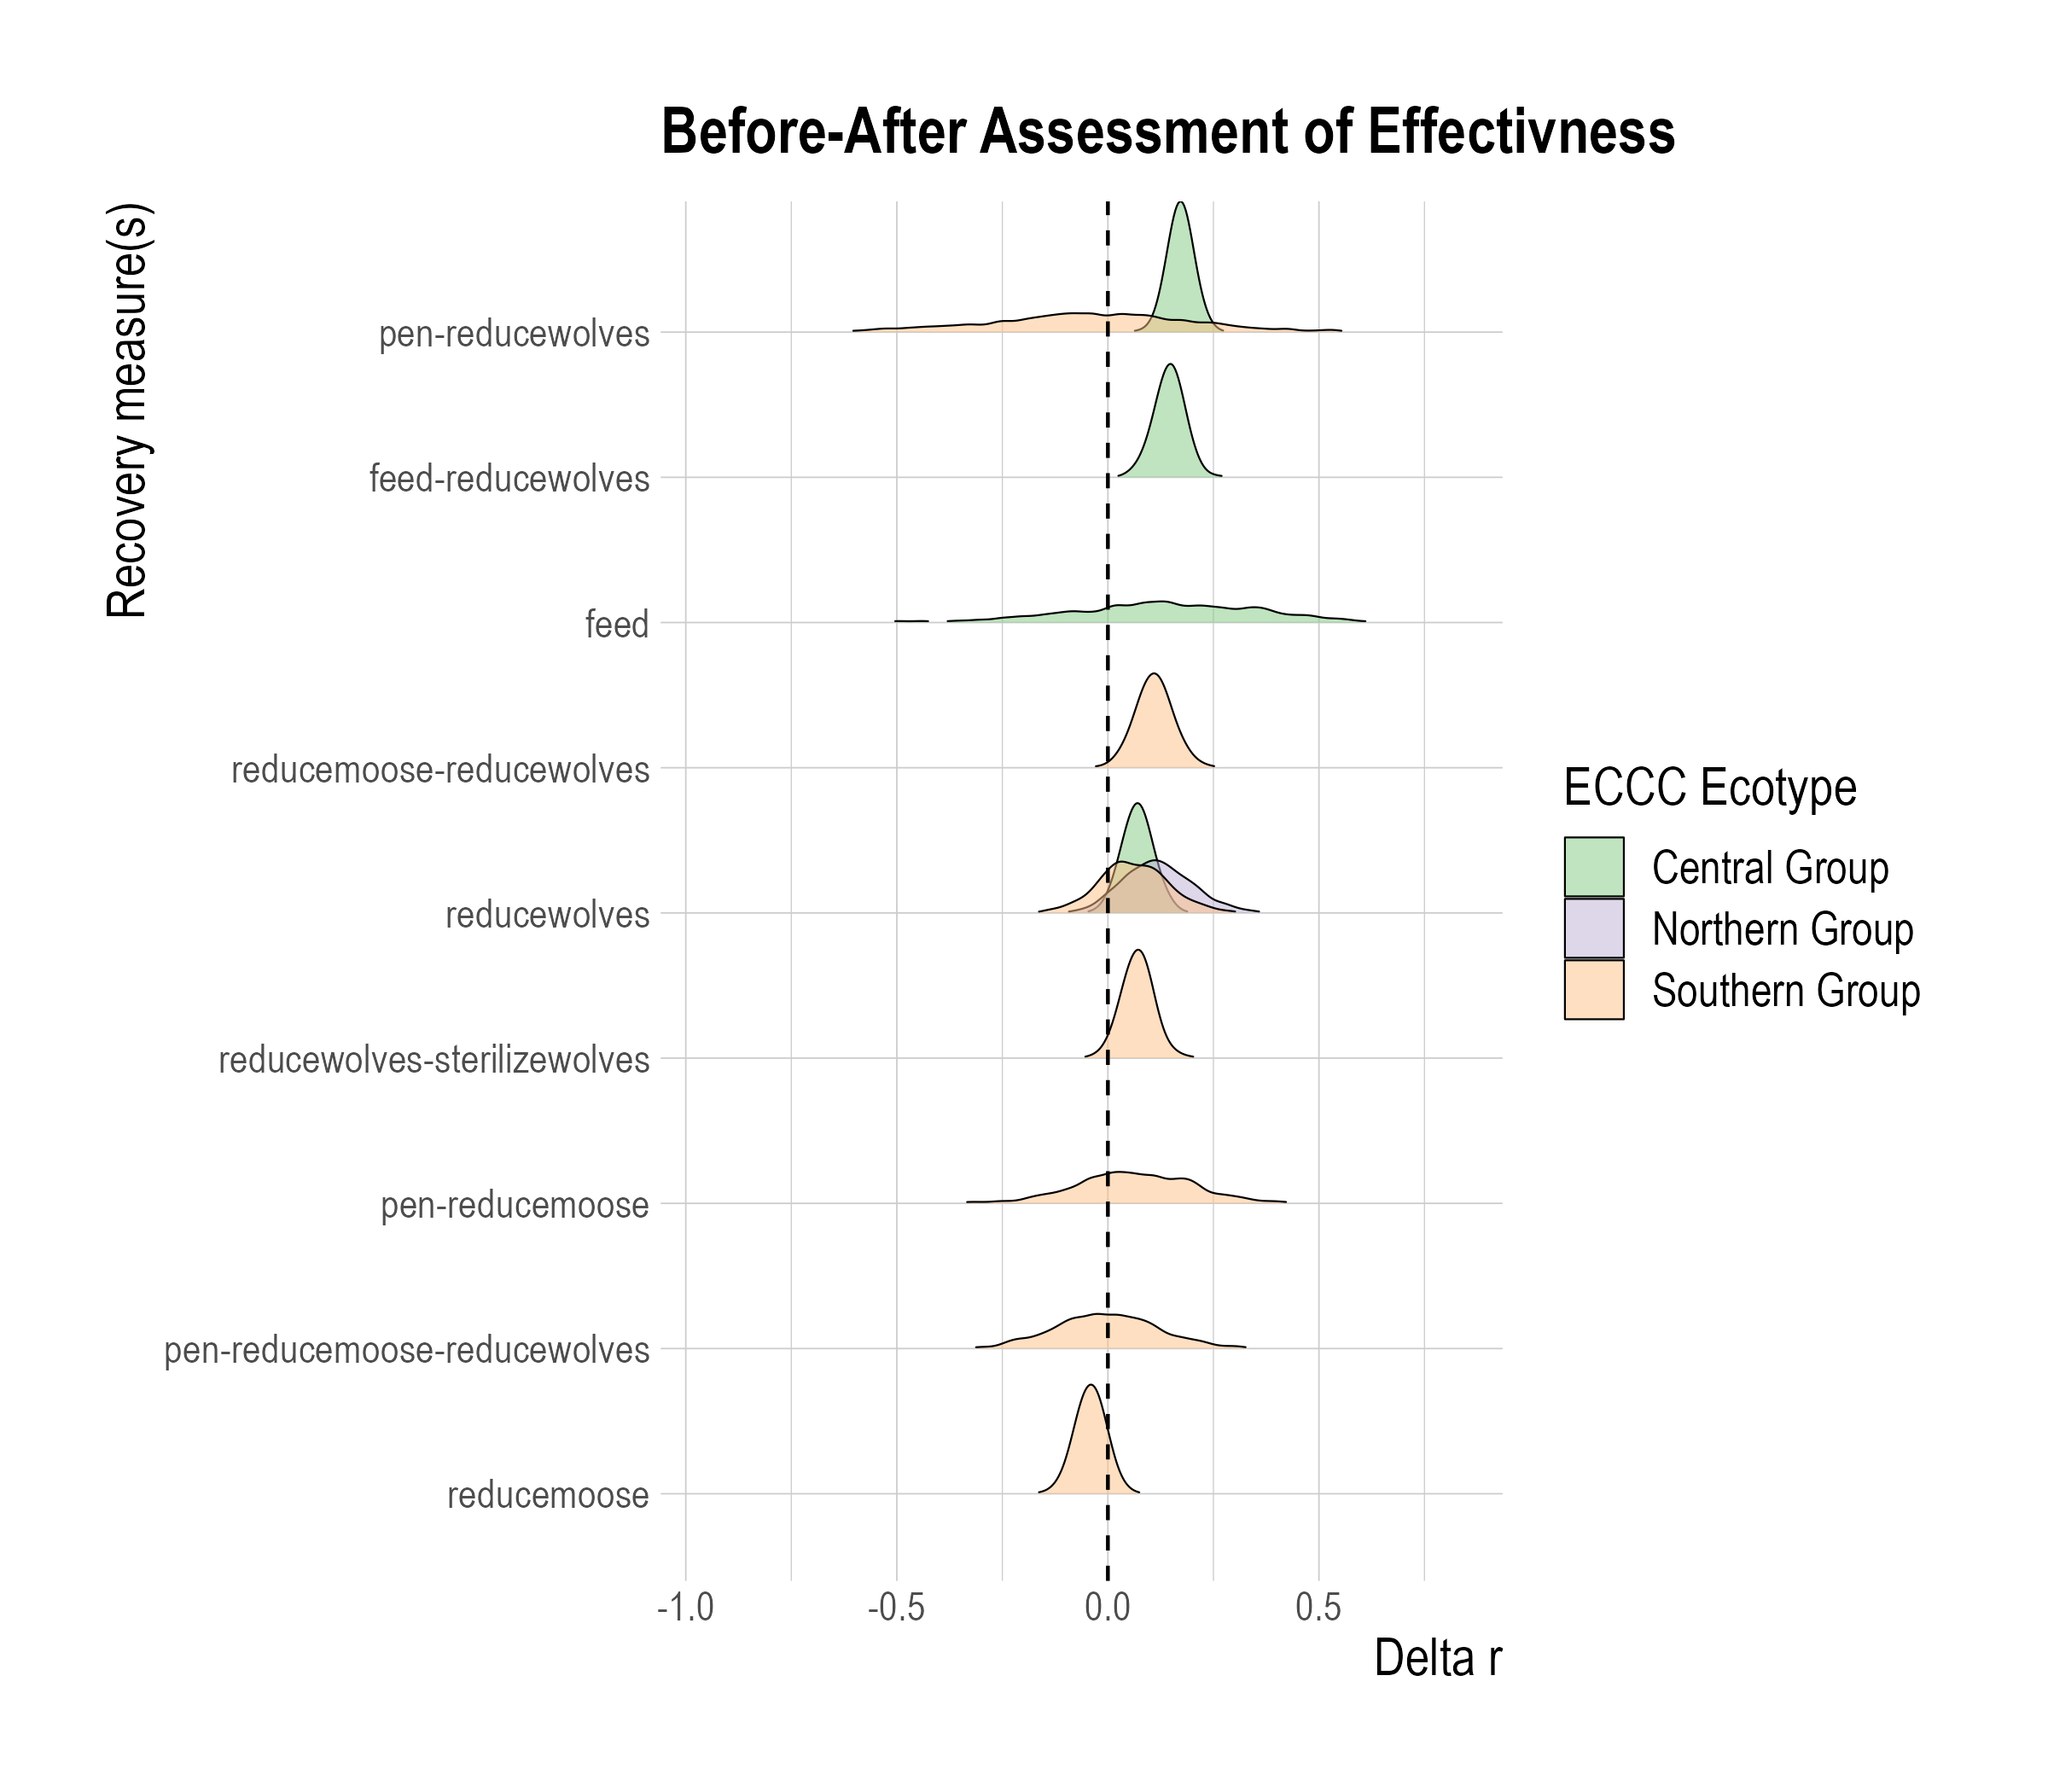 Before-After Assessment of Effectivness
Recovery measure(s)
pen-reducewolves
feed-reducewolves
feed
reducemoose-reducewolves
reducewolves
reducewolves-sterilizewolves
pen-reducemoose
pen-reducemoose-reducewolves
reducemoose
-1.0
-0.5
0.0
0.5
Delta r
ECCC Ecotype
Central Group
Northern Group
Southern Group